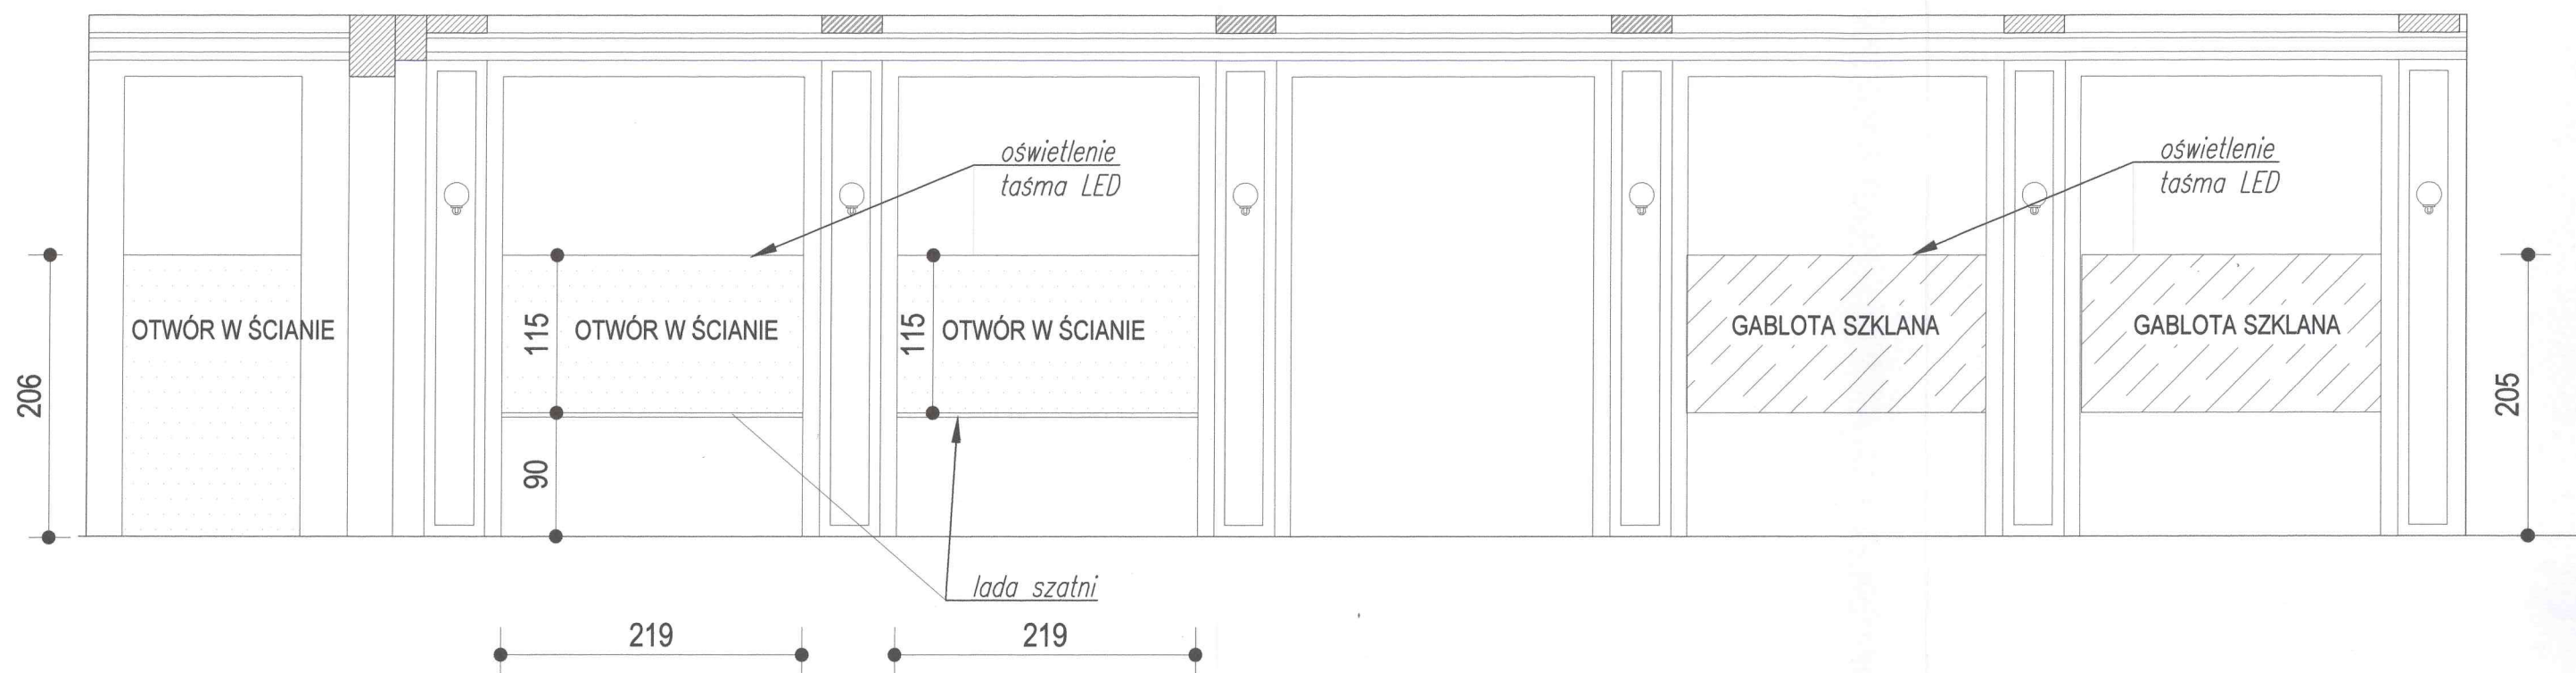 oświetlenie
taśma LED
oświetlenie
taśma LED
OTWÓR W ŚCIANIE
115
OTWÓR W ŚCIANIE
115
OTWÓR W ŚCIANIE
GABLOTA SZKLANA
GABLOTA SZKLANA
206
205
90
lada szatni
219
219